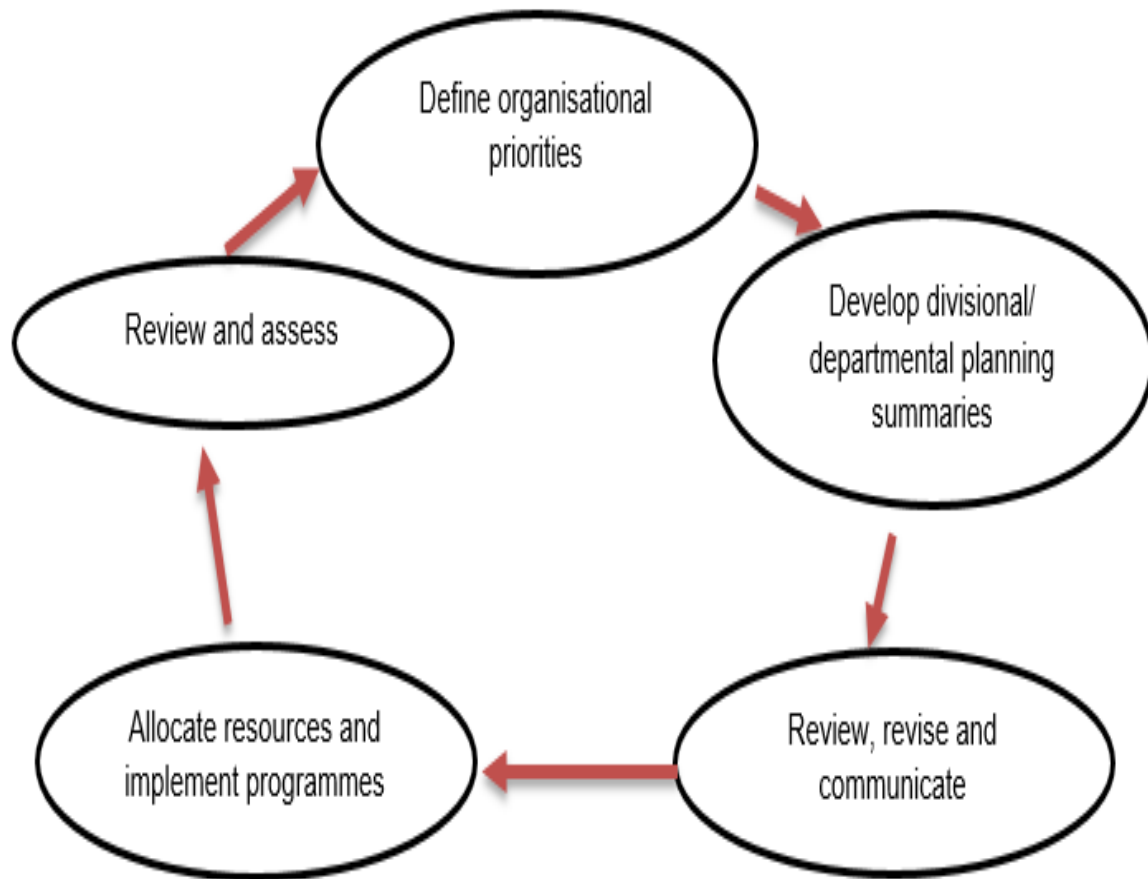 Define organisational
priorities
Develop divisional/
departmental planning
summaries
Review, revise and
communicate
Allocate resources and
implement programmes
Review and assess